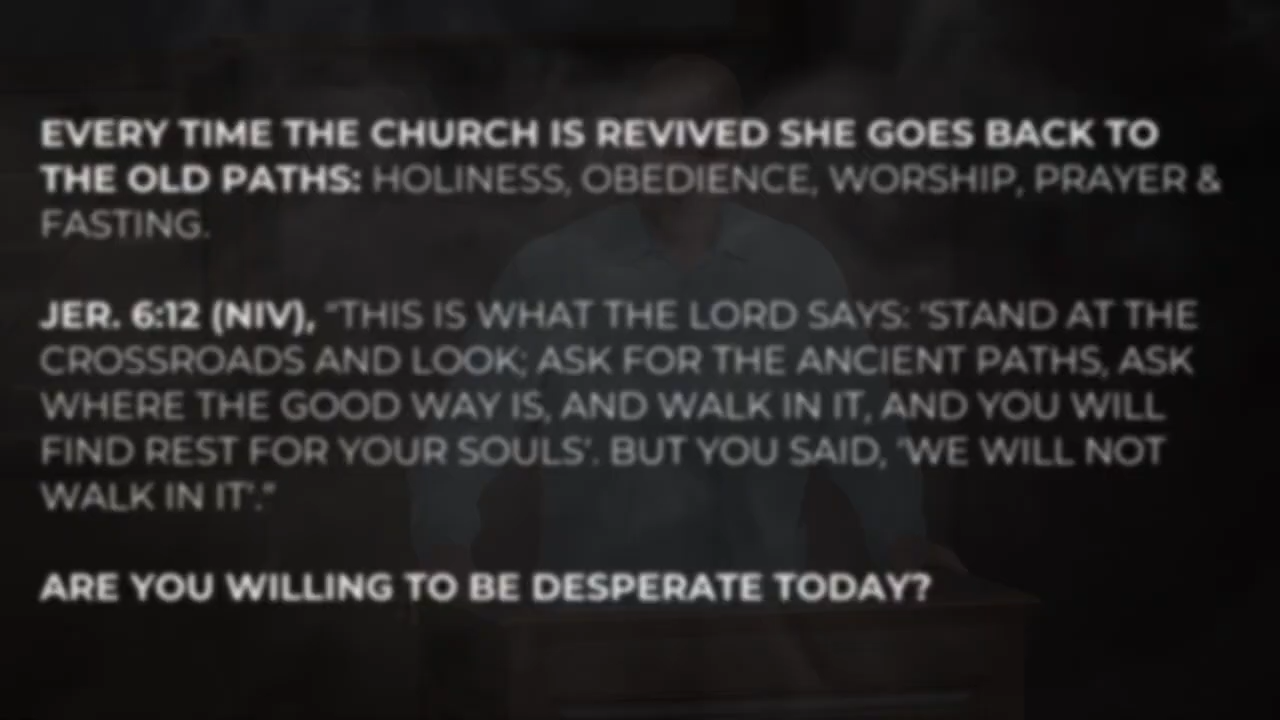 EVERY TIME THE CHURCH IS REVIVED SHE GOES BACK TO
THE OLD PATHS: HOLINESS, OBEDIENCE, WORSHIP, PRAYER &
FASTING.
JER. 6:12 (NIV), “THIS IS WHAT THE LORD SAYS: ‘STAND AT THE
CROSSROADS AND LOOK; ASK FOR THE ANCIENT PATHS, ASK
WHERE THE GOOD WAY IS, AND WALK IN IT, AND YOU WILL
FIND REST FOR YOUR SOULS’. BUT YOU SAID, ‘WE WILL NOT
WALK IN IT’.”
ARE YOU WILLING TO BE DESPERATE TODAY?